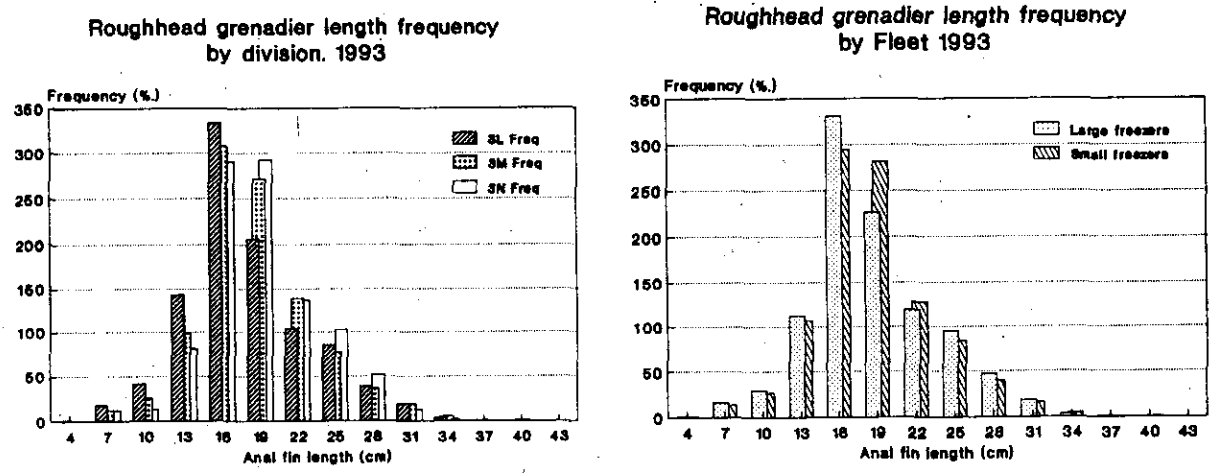 Roughhead grenadier length frequency
by division. 1993
Frequency (%.)
350
300
250
200
150
100
50
0
3L Freq
3M Freq
3N Freq
4 7 10 13 16 19 22 25 28 31 34 37 40 43
Anal fin length (cm)
Roughhead grenadier length frequency
by Fleet 1993
Frequency (%.)
350
300
250
200
150
100
50
0
Large freezers
Small freezers
4 7 10 13 16 19 22 25 28 31 34 37 40 43
Anal fin length (cm)